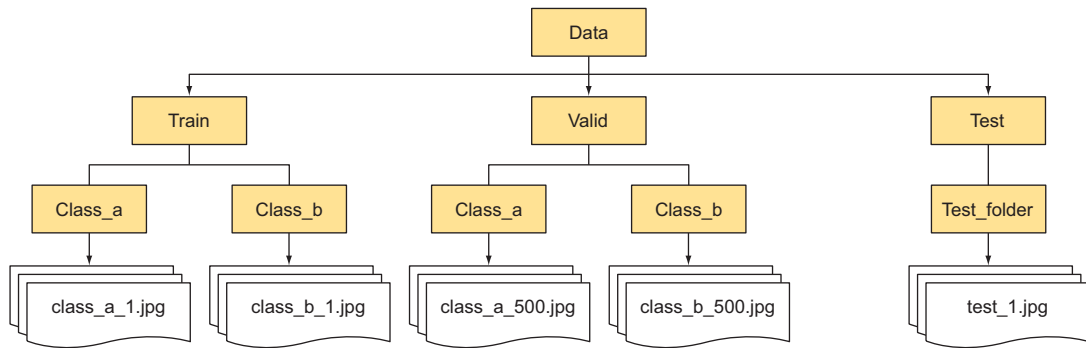 Data
Train
Valid
Test
Class_a
Class_b
Class_a
Class_b
Test_folder
class_a_1.jpg
class_b_1.jpg
class_a_500.jpg
class_b_500.jpg
test_1.jpg